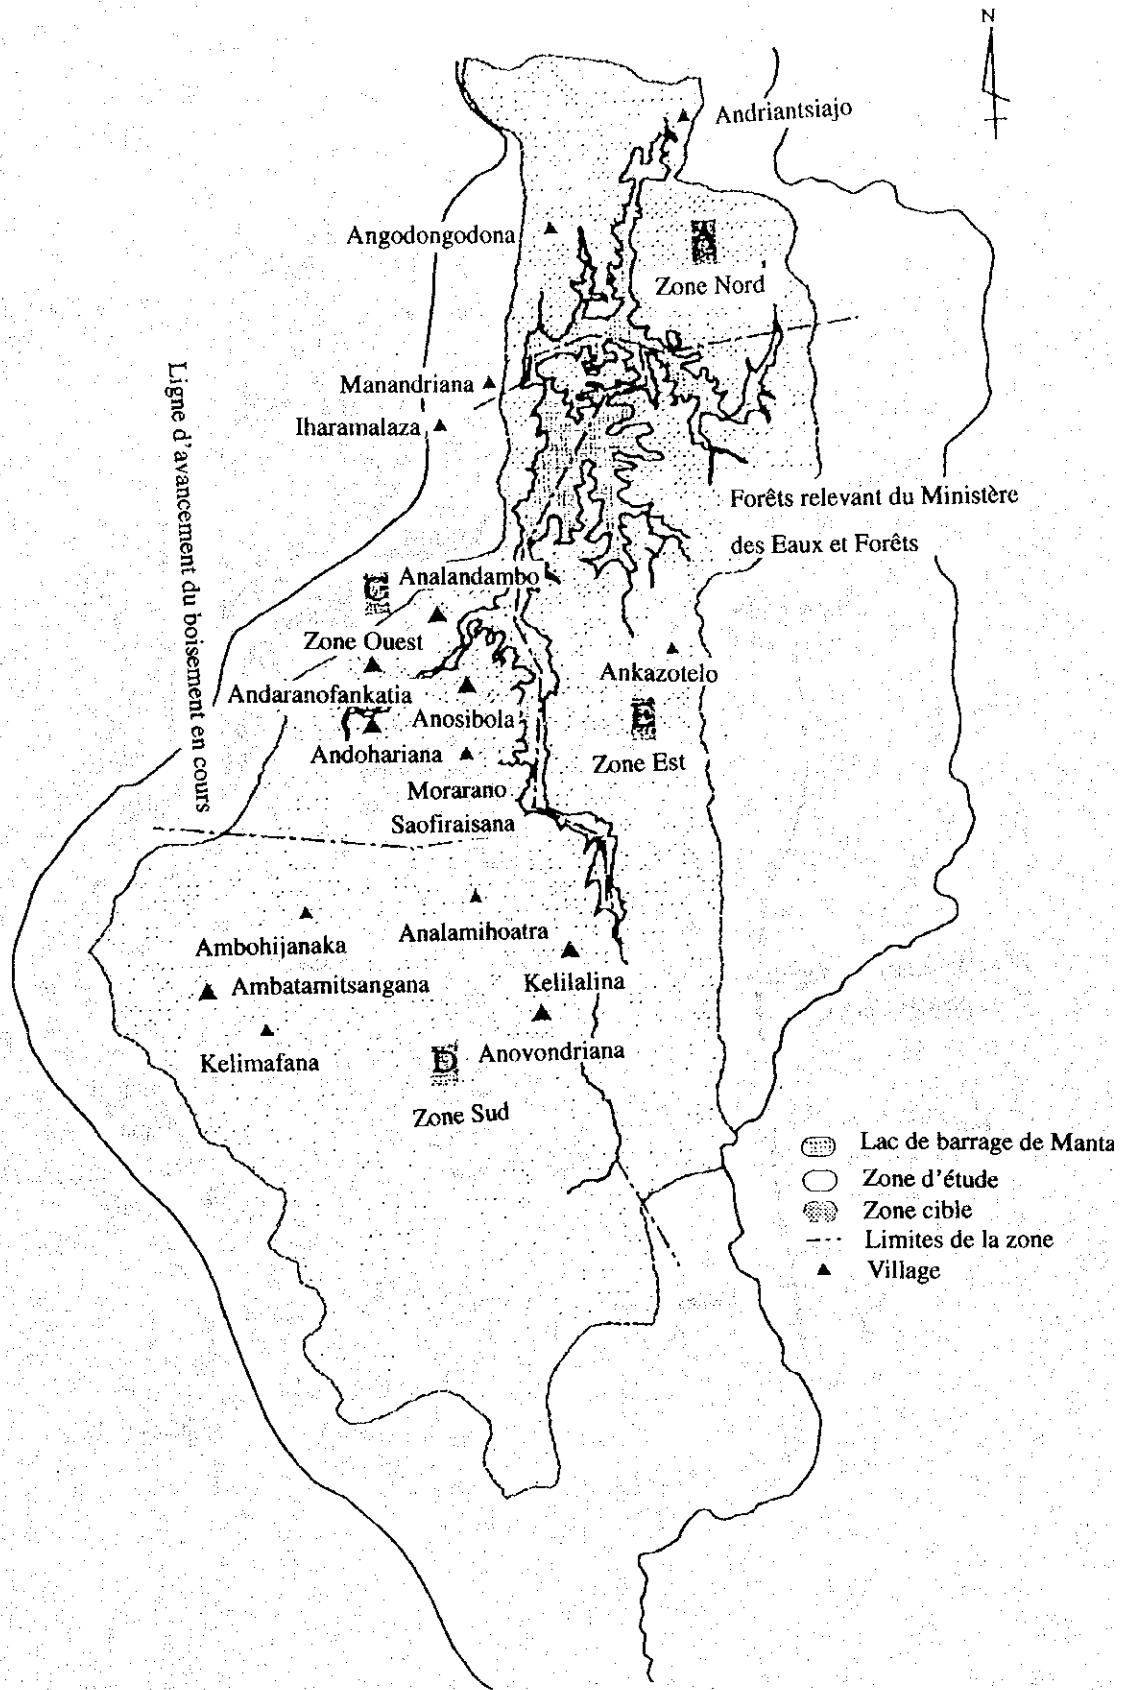 N
Andriantsiajo
Angodongodona
A
Zone Nord
Manandriana
Iharamalaza
Ligne d'avancement du boisement en cours
Forêts relevant du Ministère
des Eaux et Forêts
C
Analandambo
Zone Ouest
Ankazotelo
Andaranofankatia
Anosibola
E
Andohariana
Zone Est
Morarano
Saofiraisana
Ambohijanaka
Analamihoatra
Ambatamitsangana
Kelilalina
Kelimafana
D
Anovondriana
Zone Sud
Lac de barrage de Manta
Zone d'étude
Zone cible
Limites de la zone
Village